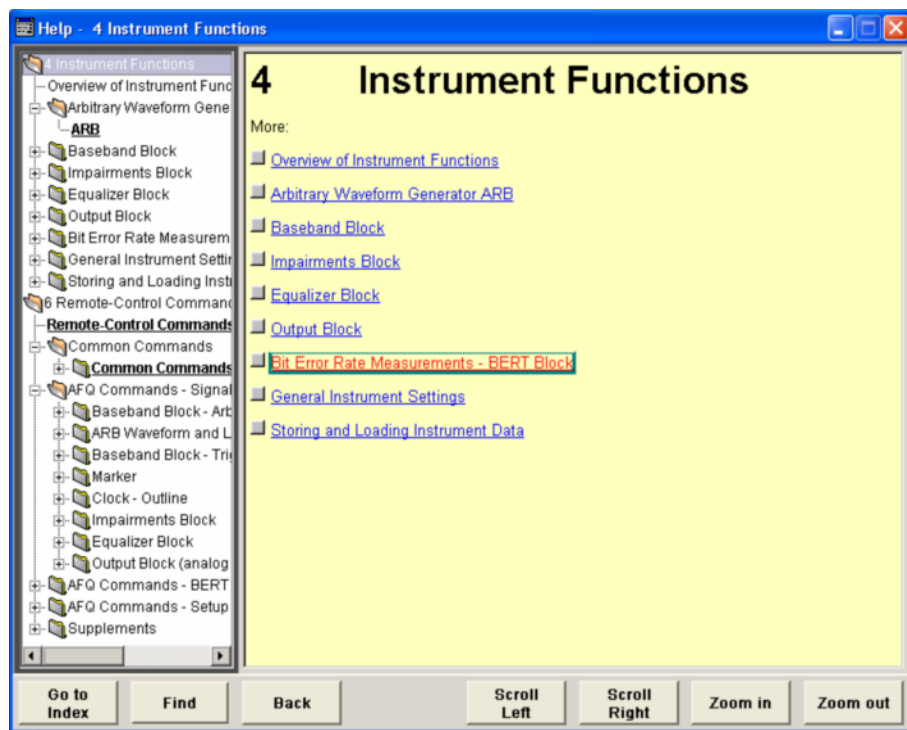 Help - 4 Instrument Functions
4 Instrument Functions
Overview of Instrument Func
Arbitrary Waveform Gene
ARB
Baseband Block
Impairments Block
Equalizer Block
Output Block
Bit Error Rate Measurem
General Instrument Settin
Storing and Loading Instr
6 Remote-Control Command
Remote-Control Commands
Common Commands
Common Commands
AFQ Commands - Signal
Baseband Block - Arb
ARB Waveform and L
Baseband Block - Trig
Marker
Clock - Outline
Impairments Block
Equalizer Block
Output Block (analog
AFQ Commands - BERT
AFQ Commands - Setup
Supplements
4 Instrument Functions
More:
Overview of Instrument Functions
Arbitrary Waveform Generator ARB
Baseband Block
Impairments Block
Equalizer Block
Output Block
Bit Error Rate Measurements - BERT Block
General Instrument Settings
Storing and Loading Instrument Data
Go to Index
Find
Back
Scroll Left
Scroll Right
Zoom in
Zoom out